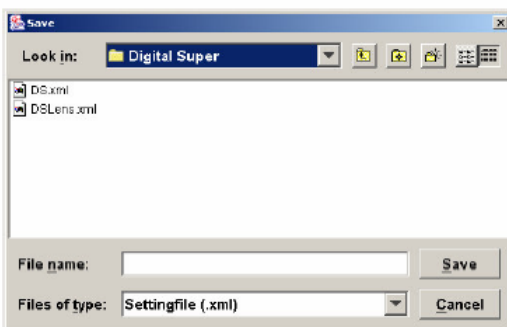 Save
Look in: Digital Super
DS.xml
DSLens.xml
File name: Save
Files of type: Settingfile (.xml) Cancel